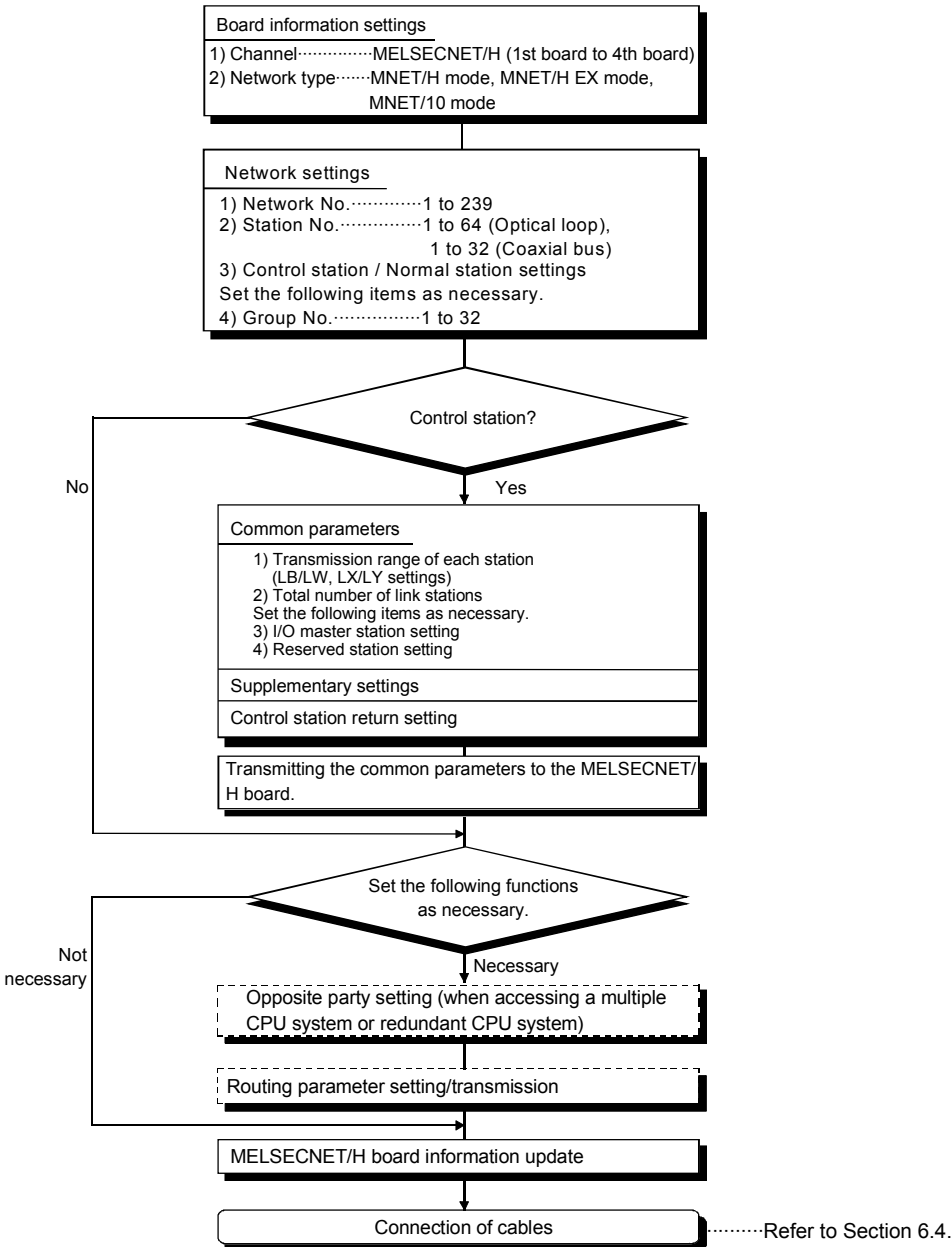 Board information settings
1) Channel···············MELSECNET/H (1st board to 4th board)
2) Network type·······MNET/H mode, MNET/H EX mode,
MNET/10 mode
Network settings
1) Network No.·············1 to 239
2) Station No.···············1 to 64 (Optical loop),
1 to 32 (Coaxial bus)
3) Control station / Normal station settings
Set the following items as necessary.
4) Group No.················1 to 32
Control station?
No
Yes
Common parameters
1) Transmission range of each station
(LB/LW, LX/LY settings)
2) Total number of link stations
Set the following items as necessary.
3) I/O master station setting
4) Reserved station setting
Supplementary settings
Control station return setting
Transmitting the common parameters to the MELSECNET/
H board.
Set the following functions
as necessary.
Not
necessary
Necessary
Opposite party setting (when accessing a multiple
CPU system or redundant CPU system)
Routing parameter setting/transmission
MELSECNET/H board information update
Connection of cables
··········Refer to Section 6.4.